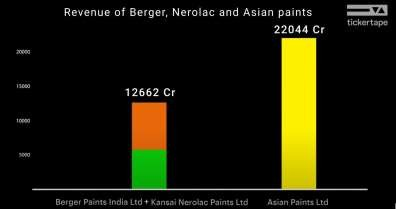 Revenue of Berger, Nerolac and Asian paints
tickertape
22044 Cr
12662 Cr
20000
15000
10000
5000
Berger Paints India Ltd + Kansai Nerolac Paints Ltd
Asian Paints Ltd